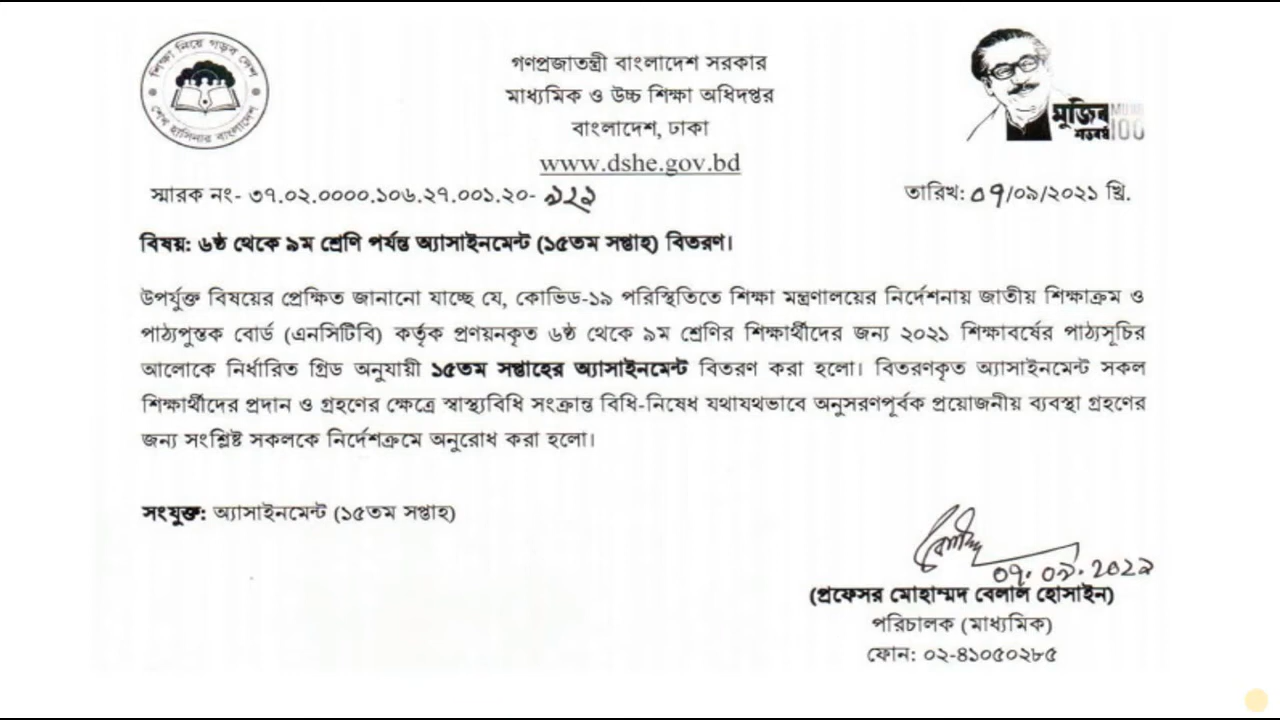 শিক্ষা নিয়ে গড়ব দেশ
শেখ হাসিনার বাংলাদেশ
গণপ্রজাতন্ত্রী বাংলাদেশ সরকার
মাধ্যমিক ও উচ্চ শিক্ষা অধিদপ্তর
বাংলাদেশ, ঢাকা
www.dshe.gov.bd
মুজিব
শতবর্ষ
100
স্মারক নং- ৩৭.০২.০০০০.১০৬.২৭.০০১.২০-
তারিখ: ০৭/০৯/২০২১ খ্রি.
বিষয়: ৬ষ্ঠ থেকে ৯ম শ্রেণি পর্যন্ত অ্যাসাইনমেন্ট (১৫তম সপ্তাহ) বিতরণ।
উপর্যুক্ত বিষয়ের প্রেক্ষিত জানানো যাচ্ছে যে, কোভিড-১৯ পরিস্থিতিতে শিক্ষা মন্ত্রণালয়ের নির্দেশনায় জাতীয় শিক্ষাক্রম ও
পাঠ্যপুস্তক বোর্ড (এনসিটিবি) কর্তৃক প্রণয়নকৃত ৬ষ্ঠ থেকে ৯ম শ্রেণির শিক্ষার্থীদের জন্য ২০২১ শিক্ষাবর্ষের পাঠ্যসূচির
আলোকে নির্ধারিত গ্রিড অনুযায়ী ১৫তম সপ্তাহের অ্যাসাইনমেন্ট বিতরণ করা হলো। বিতরণকৃত অ্যাসাইনমেন্ট সকল
শিক্ষার্থীদের প্রদান ও গ্রহণের ক্ষেত্রে স্বাস্থ্যবিধি সংক্রান্ত বিধি-নিষেধ যথাযথভাবে অনুসরণপূর্বক প্রয়োজনীয় ব্যবস্থা গ্রহণের
জন্য সংশ্লিষ্ট সকলকে নির্দেশক্রমে অনুরোধ করা হলো।
সংযুক্ত: অ্যাসাইনমেন্ট (১৫তম সপ্তাহ)
০৭.০৯.২০২১
(প্রফেসর মোহাম্মদ বেলাল হোসাইন)
পরিচালক (মাধ্যমিক)
ফোন: ০২-৪১০৫০২৮৫